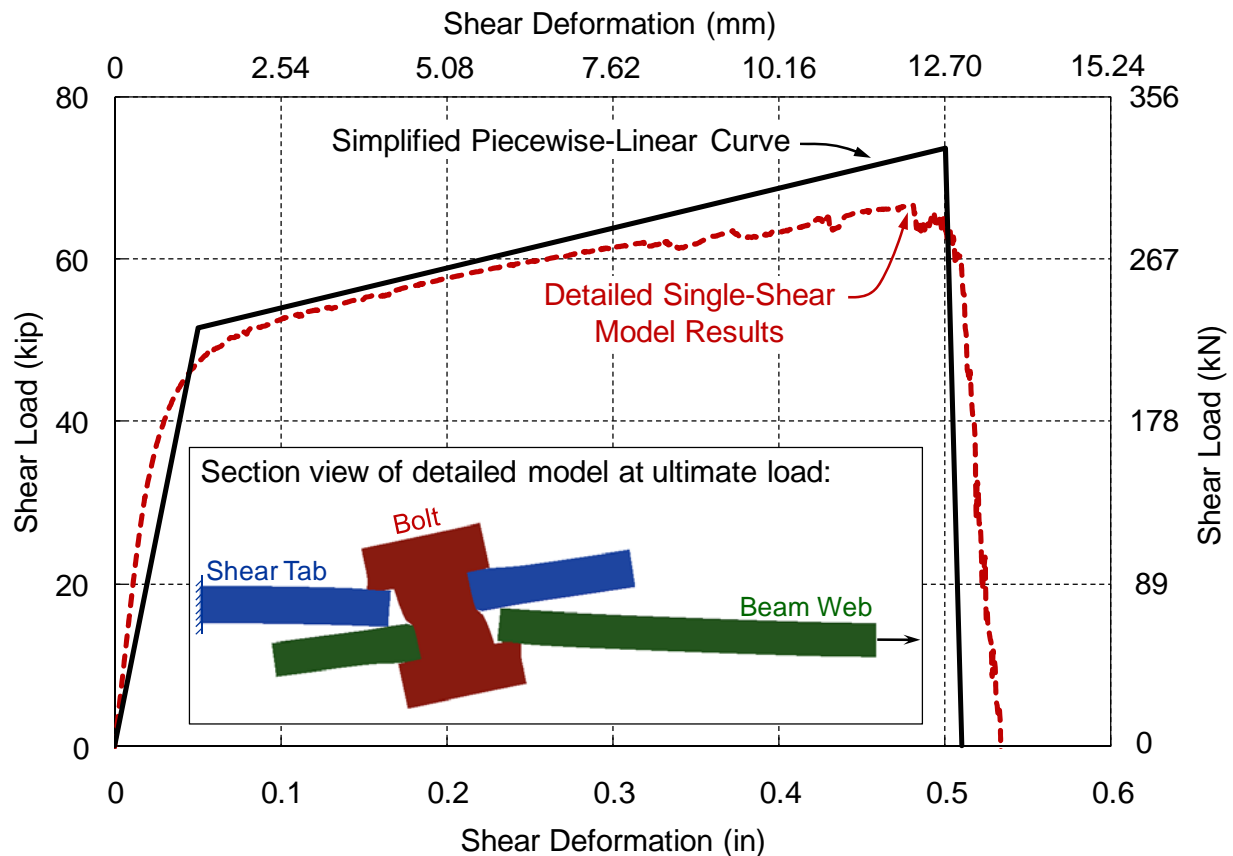 Shear Deformation (mm)
0 2.54 5.08 7.62 10.16 12.70 15.24
80 356
Simplified Piecewise-Linear Curve
60 267
Detailed Single-Shear
Model Results
Shear Load (kip)
Shear Load (kN)
40 178
Section view of detailed model at ultimate load:
Bolt
Shear Tab
20 89
Beam Web
0 0
0 0.1 0.2 0.3 0.4 0.5 0.6
Shear Deformation (in)